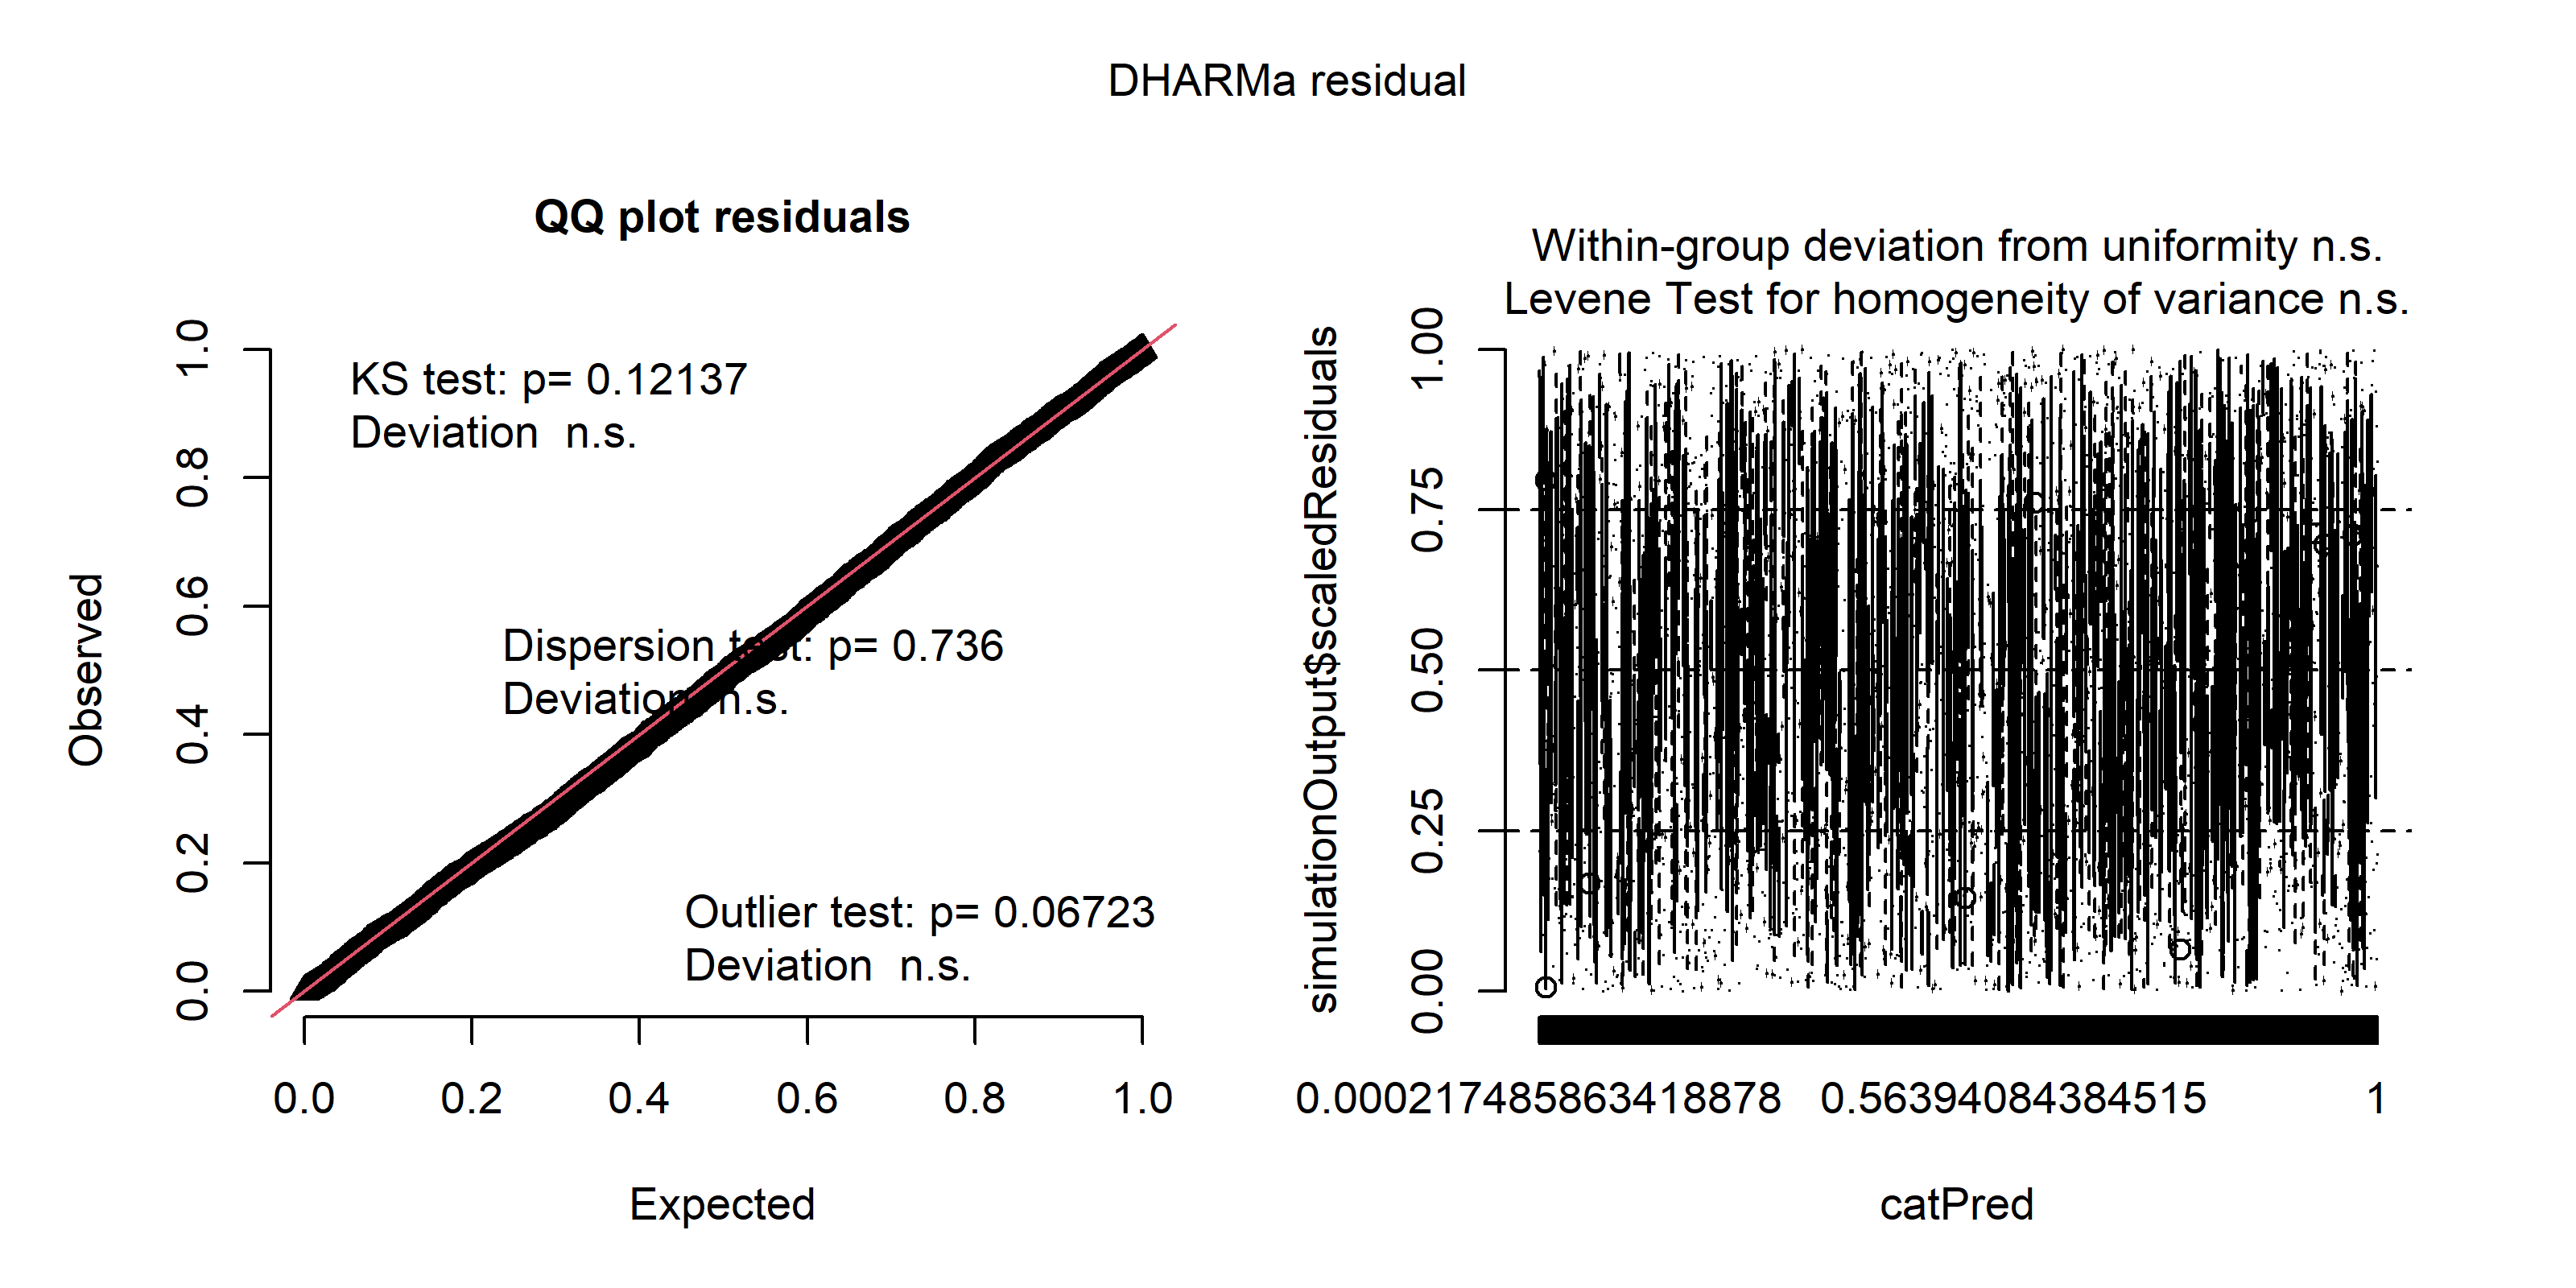 DHARMa residual
QQ plot residuals
KS test: p= 0.12137
Deviation  n.s.
Dispersion test: p= 0.736
Deviation n.s.
Outlier test: p= 0.06723
Deviation  n.s.
Observed
0.0
0.2
0.4
0.6
0.8
1.0
0.0 0.2 0.4 0.6 0.8 1.0
Expected
Within-group deviation from uniformity n.s.
Levene Test for homogeneity of variance n.s.
simulationOutput$scaledResiduals
0.00
0.25
0.50
0.75
1.00
0.000217485863418878 0.56394084384515 1
catPred